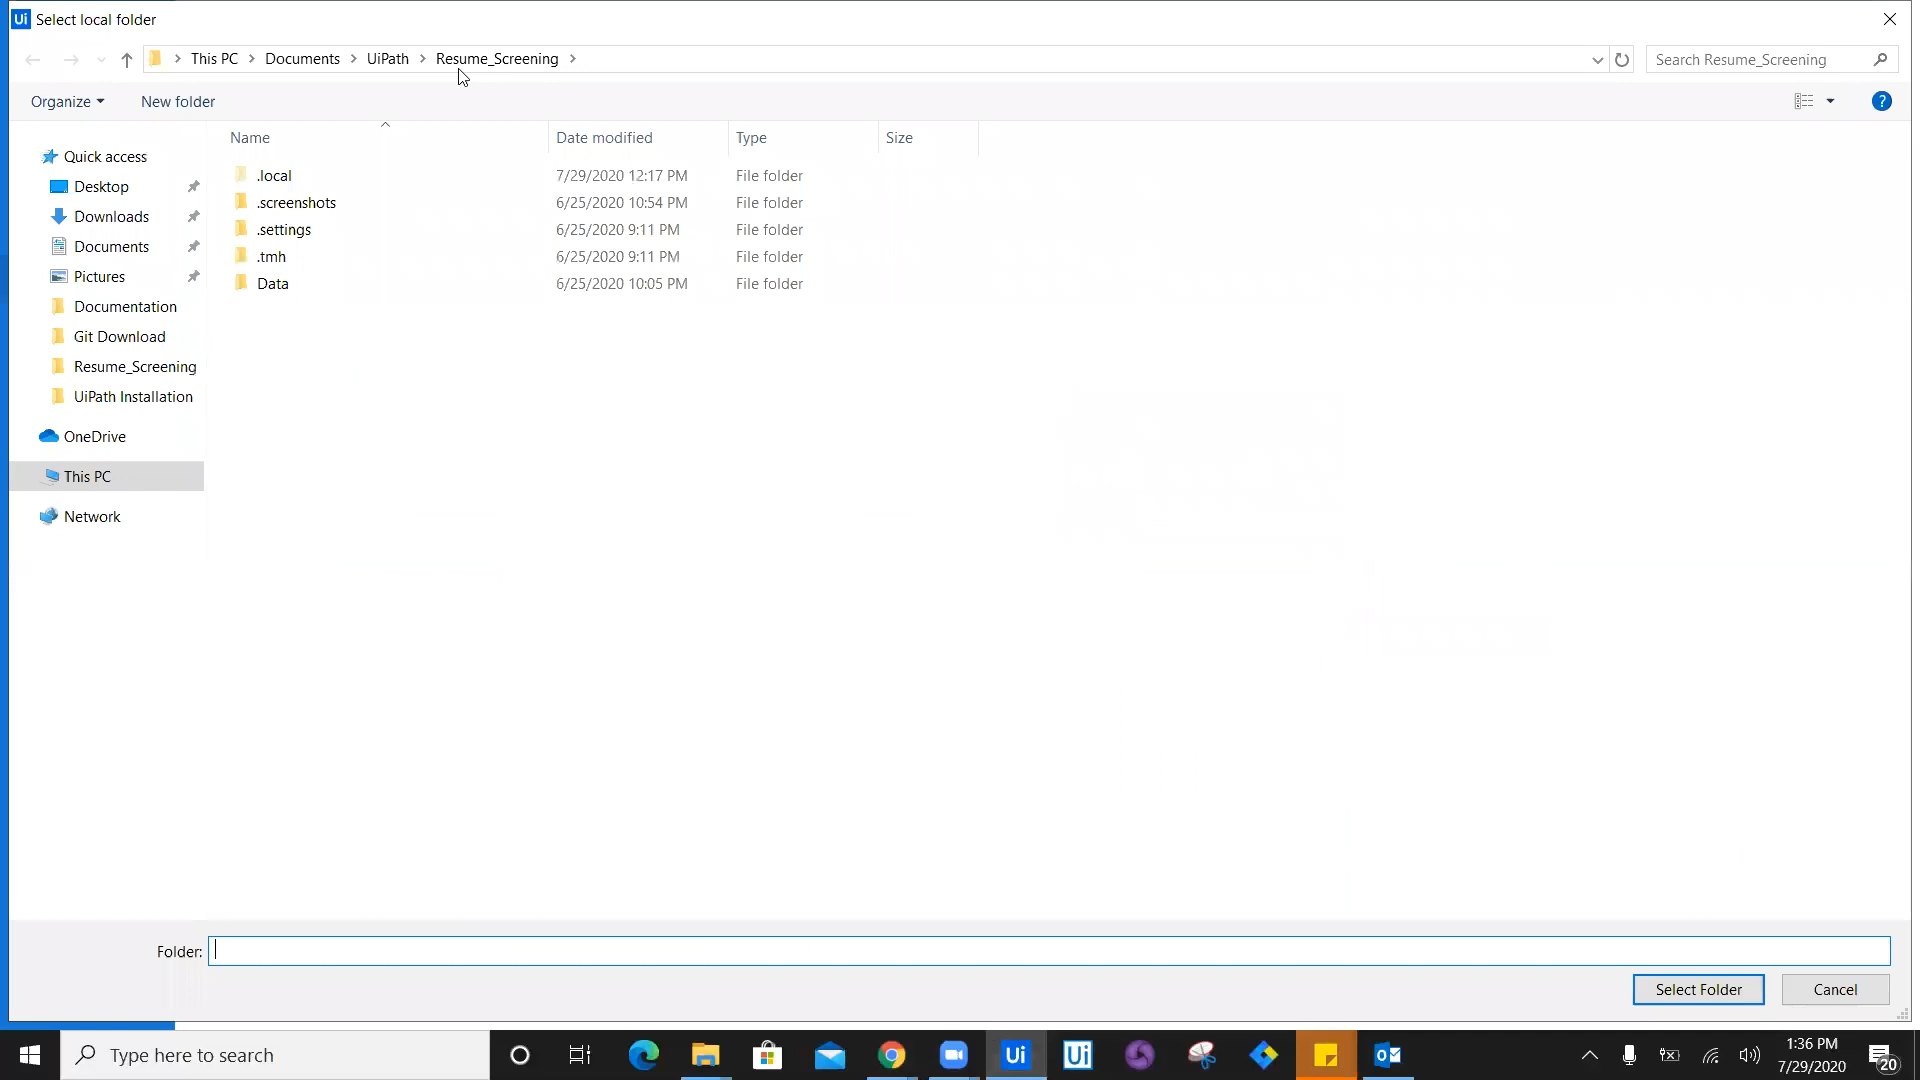 Ui Select local folder
This PC > Documents > UiPath > Resume_Screening >
Search Resume_Screening
Organize
New folder
?
Name
Date modified
Type
Size
Quick access
Desktop
Downloads
Documents
Pictures
Documentation
Git Download
Resume_Screening
UiPath Installation
OneDrive
This PC
Network
.local 7/29/2020 12:17 PM File folder
.screenshots 6/25/2020 10:54 PM File folder
.settings 6/25/2020 9:11 PM File folder
.tmh 6/25/2020 9:11 PM File folder
Data 6/25/2020 10:05 PM File folder
Folder:
Select Folder
Cancel
Type here to search
Ui
Ui
1:36 PM
7/29/2020
20